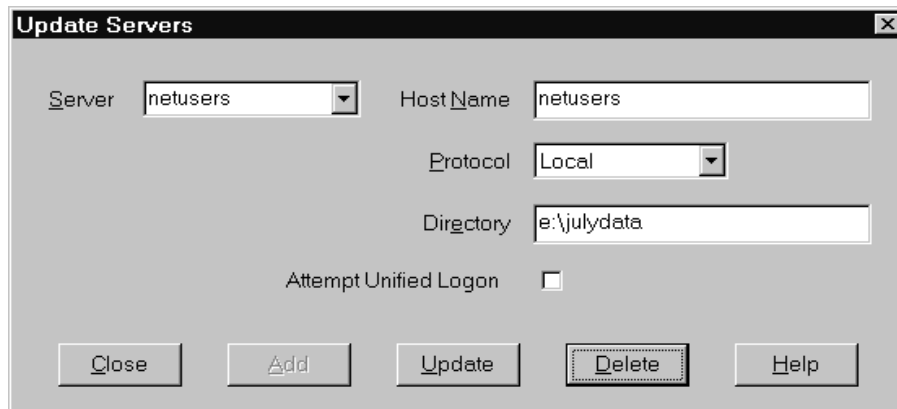 Update Servers
Server netusers Host Name netusers
Protocol Local
Directory e:\julydata
Attempt Unified Logon
Close Add Update Delete Help